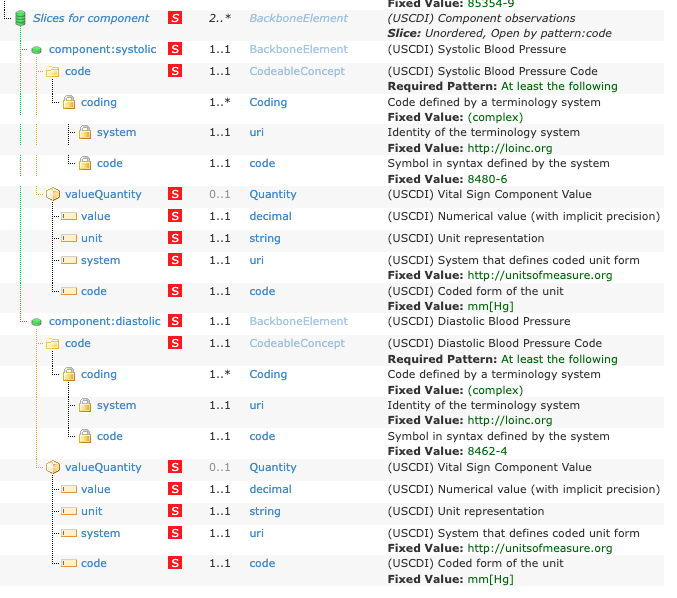 Fixed Value: 85354-9
Slices for component S 2..* BackboneElement (USCDI) Component observations
Slice: Unordered, Open by pattern:code
component:systolic S 1..1 BackboneElement (USCDI) Systolic Blood Pressure
code S 1..1 CodeableConcept (USCDI) Systolic Blood Pressure Code
Required Pattern: At least the following
coding 1..* Coding Code defined by a terminology system
Fixed Value: (complex)
system 1..1 uri Identity of the terminology system
Fixed Value: http://loinc.org
code 1..1 code Symbol in syntax defined by the system
Fixed Value: 8480-6
valueQuantity S 0..1 Quantity (USCDI) Vital Sign Component Value
value S 1..1 decimal (USCDI) Numerical value (with implicit precision)
unit S 1..1 string (USCDI) Unit representation
system S 1..1 uri (USCDI) System that defines coded unit form
Fixed Value: http://unitsofmeasure.org
code S 1..1 code (USCDI) Coded form of the unit
Fixed Value: mm[Hg]
component:diastolic S 1..1 BackboneElement (USCDI) Diastolic Blood Pressure
code S 1..1 CodeableConcept (USCDI) Diastolic Blood Pressure Code
Required Pattern: At least the following
coding 1..* Coding Code defined by a terminology system
Fixed Value: (complex)
system 1..1 uri Identity of the terminology system
Fixed Value: http://loinc.org
code 1..1 code Symbol in syntax defined by the system
Fixed Value: 8462-4
valueQuantity S 0..1 Quantity (USCDI) Vital Sign Component Value
value S 1..1 decimal (USCDI) Numerical value (with implicit precision)
unit S 1..1 string (USCDI) Unit representation
system S 1..1 uri (USCDI) System that defines coded unit form
Fixed Value: http://unitsofmeasure.org
code S 1..1 code (USCDI) Coded form of the unit
Fixed Value: mm[Hg]